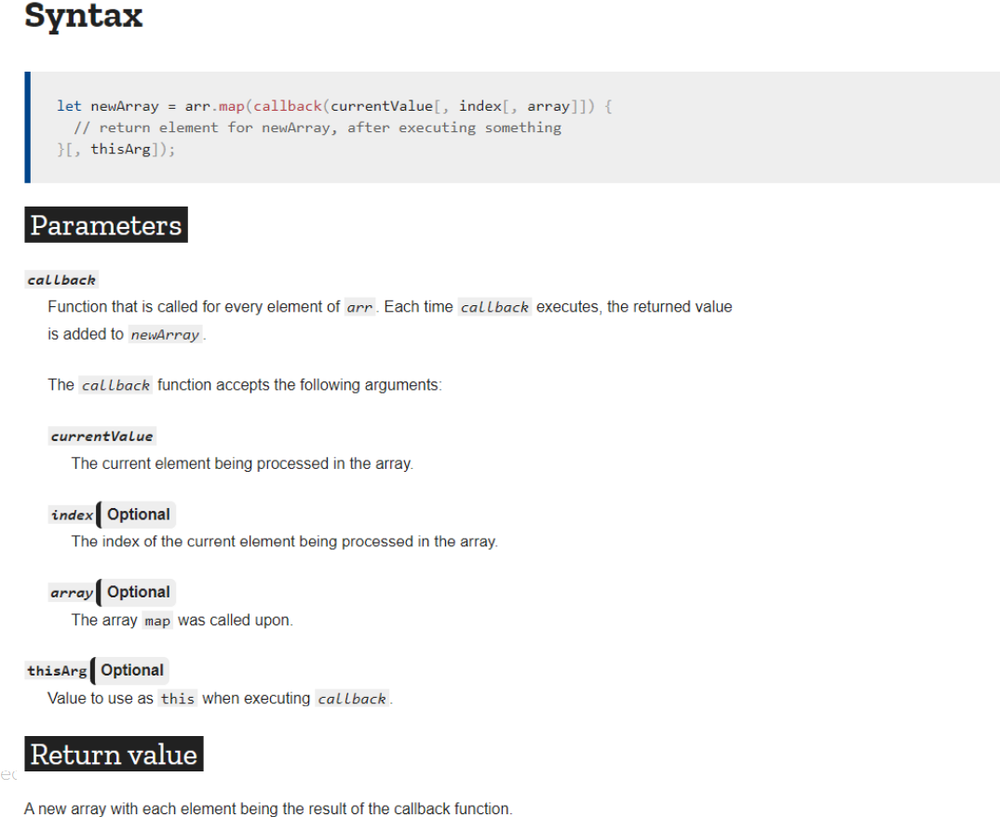 Syntax
let newArray = arr.map(callback(currentValue[, index[, array]]) {
// return element for newArray, after executing something
}[, thisArg]);
Parameters
callback
Function that is called for every element of arr. Each time callback executes, the returned value
is added to newArray.
The callback function accepts the following arguments:
currentValue
The current element being processed in the array.
index Optional
The index of the current element being processed in the array.
array Optional
The array map was called upon.
thisArg Optional
Value to use as this when executing callback.
Return value
A new array with each element being the result of the callback function.